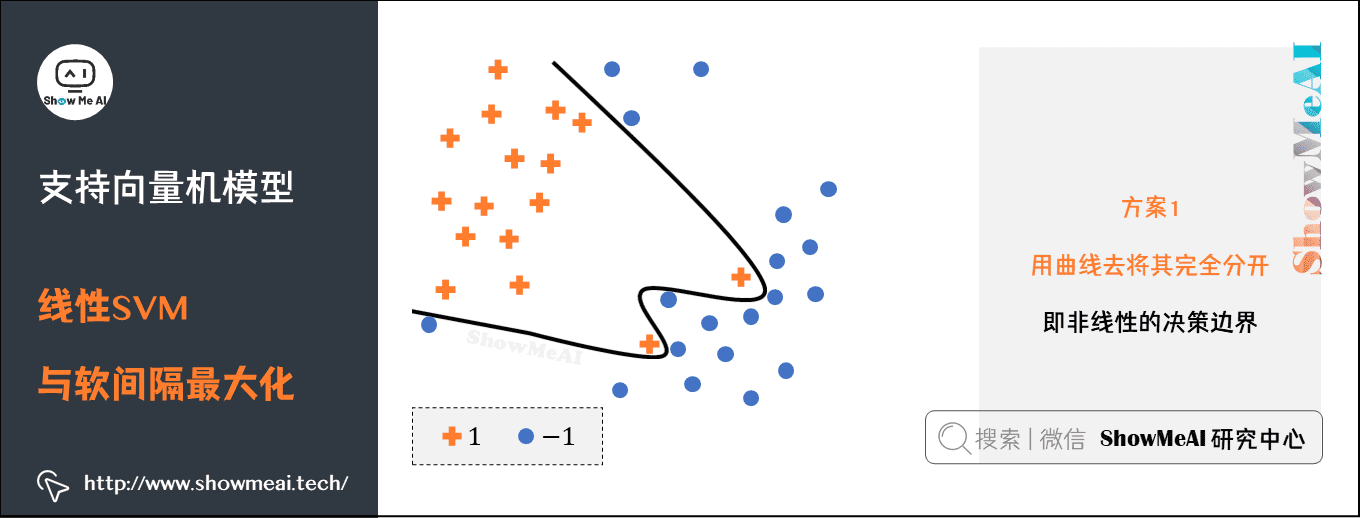 Show Me AI
支持向量机模型
线性SVM
与软间隔最大化
http://www.showmeai.tech/
ShowMeAI
1
−1
ShowMeAI
方案1
用曲线去将其完全分开
即非线性的决策边界
搜索 | 微信 ShowMeAI 研究中心